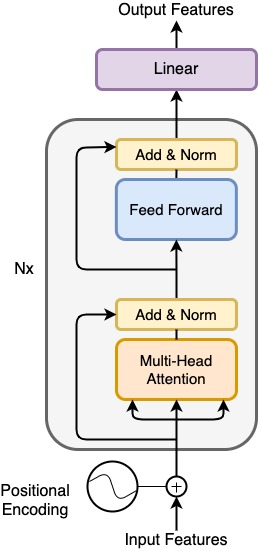 Output Features
Linear
Add & Norm
Feed Forward
Nx
Add & Norm
Multi-Head
Attention
Positional
Encoding
+
Input Features